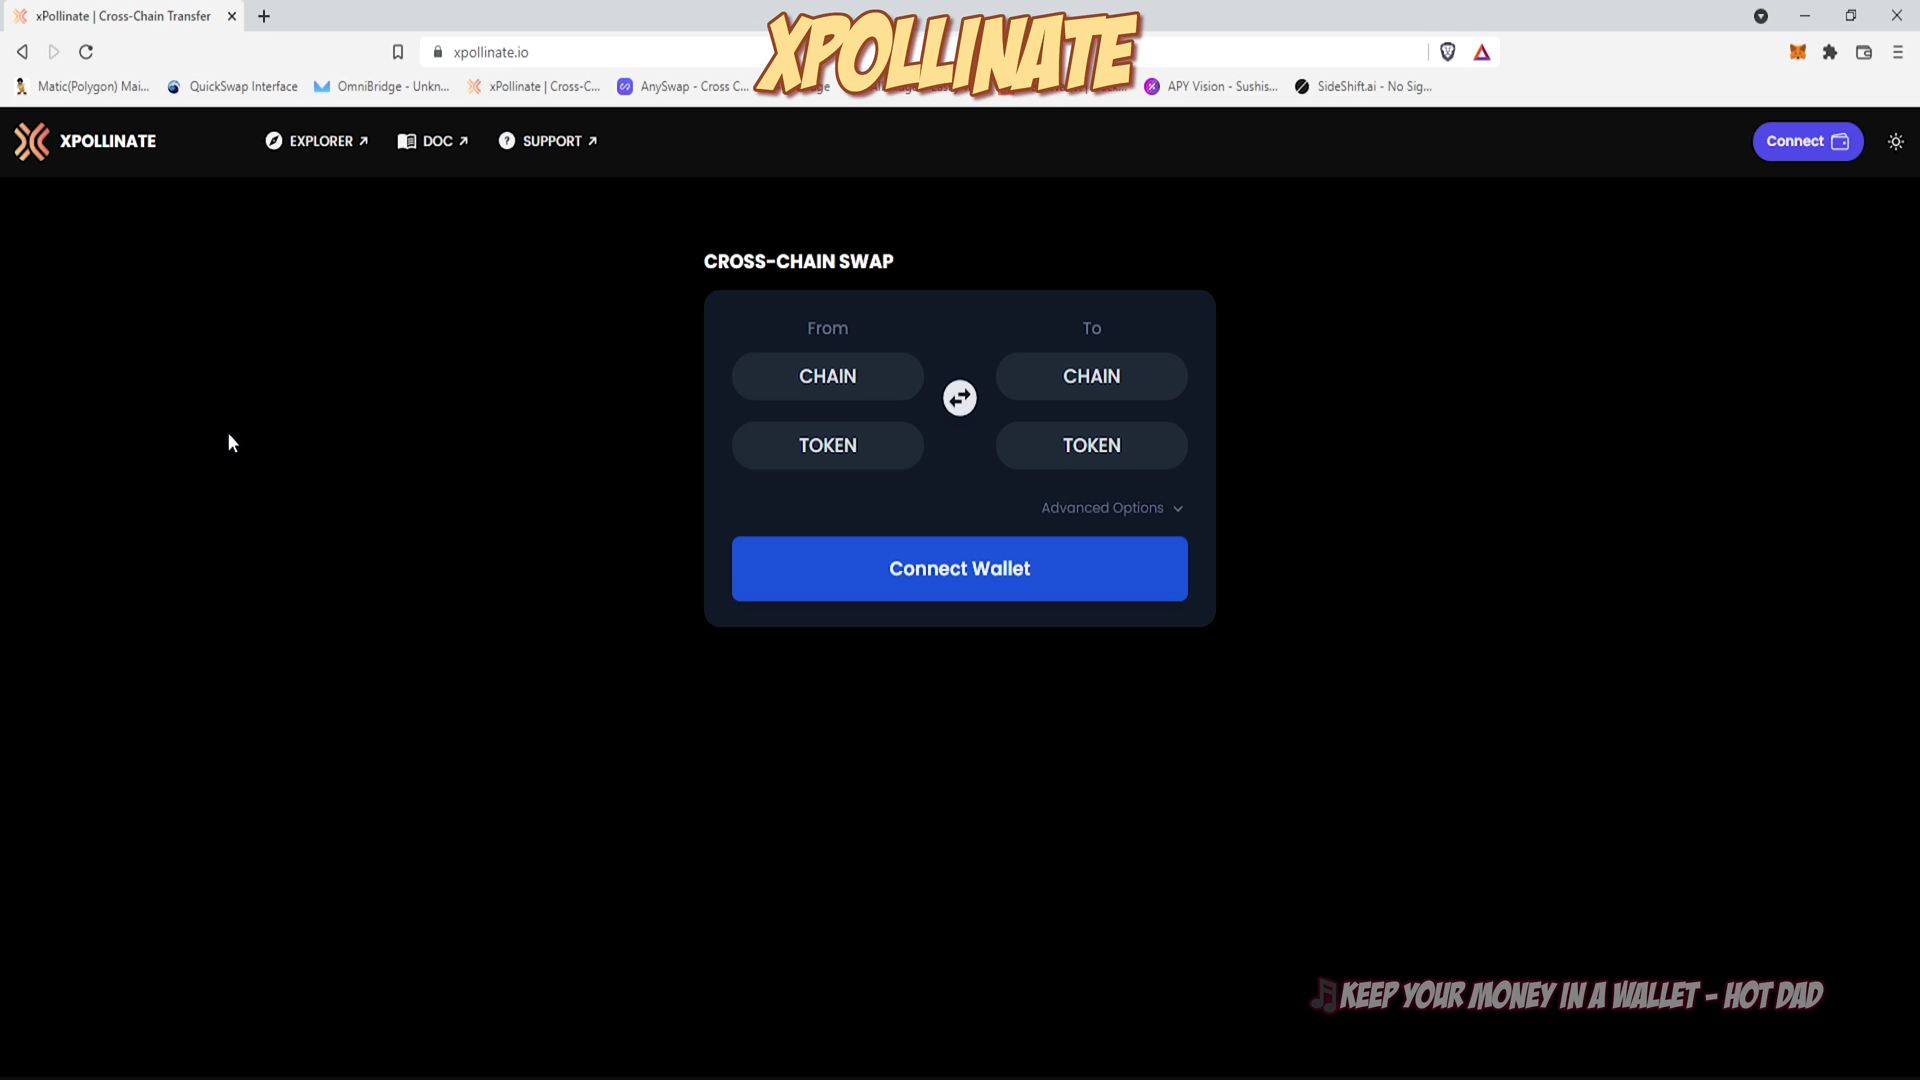 xPollinate | Cross-Chain Transfer
XPOLLINATE
xpollinate.io
Matic(Polygon) Mai...
QuickSwap Interface
OmniBridge - Unkn...
xPollinate | Cross-C...
AnySwap - Cross C...
APY Vision - Sushis...
SideShift.ai - No Sig...
XPOLLINATE
EXPLORER
DOC
SUPPORT
Connect
CROSS-CHAIN SWAP
From
To
CHAIN
CHAIN
TOKEN
TOKEN
Advanced Options
Connect Wallet
KEEP YOUR MONEY IN A WALLET - HOT DAD